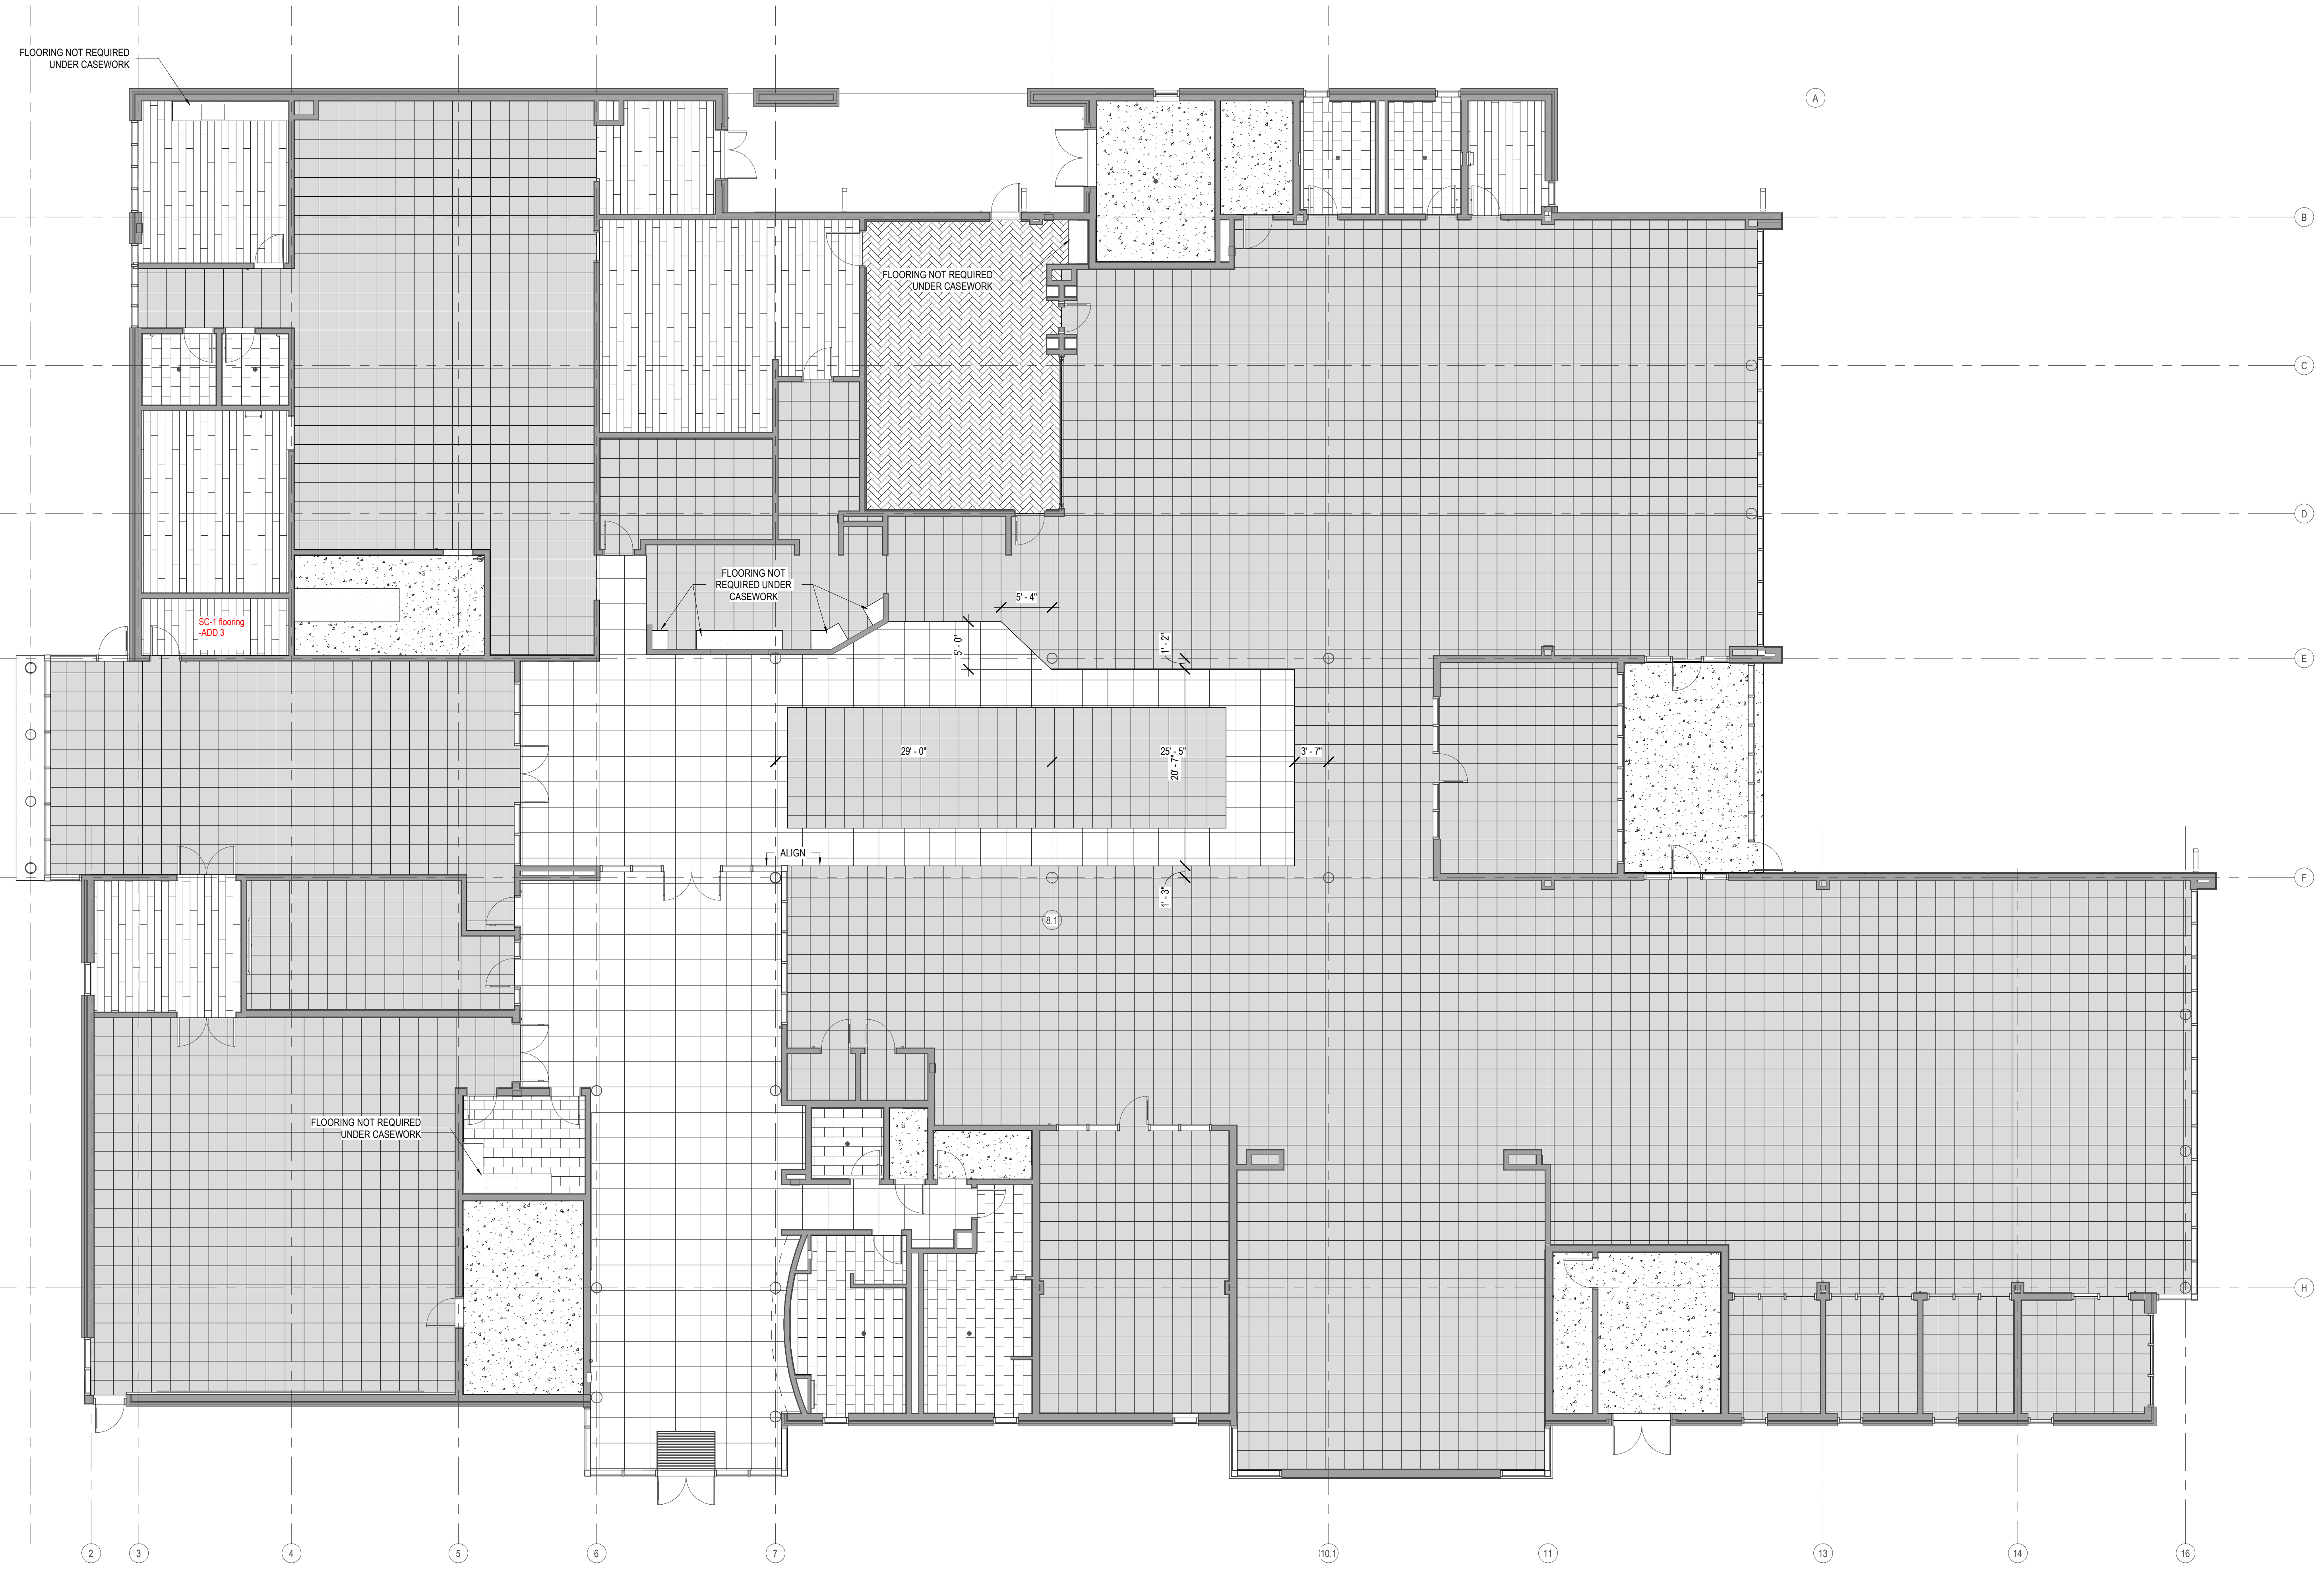 FLOORING NOT REQUIRED
UNDER CASEWORK
A
B
FLOORING NOT REQUIRED
UNDER CASEWORK
C
D
FLOORING NOT
REQUIRED UNDER
CASEWORK
5' - 4"
SC-1 flooring
-ADD 3
5' - 0"
1' - 2"
E
29' - 0"
25' - 5"
3' - 7"
20' - 7"
ALIGN
F
1' - 3"
8.1
FLOORING NOT REQUIRED
UNDER CASEWORK
H
2
3
4
5
6
7
10.1
11
13
14
16